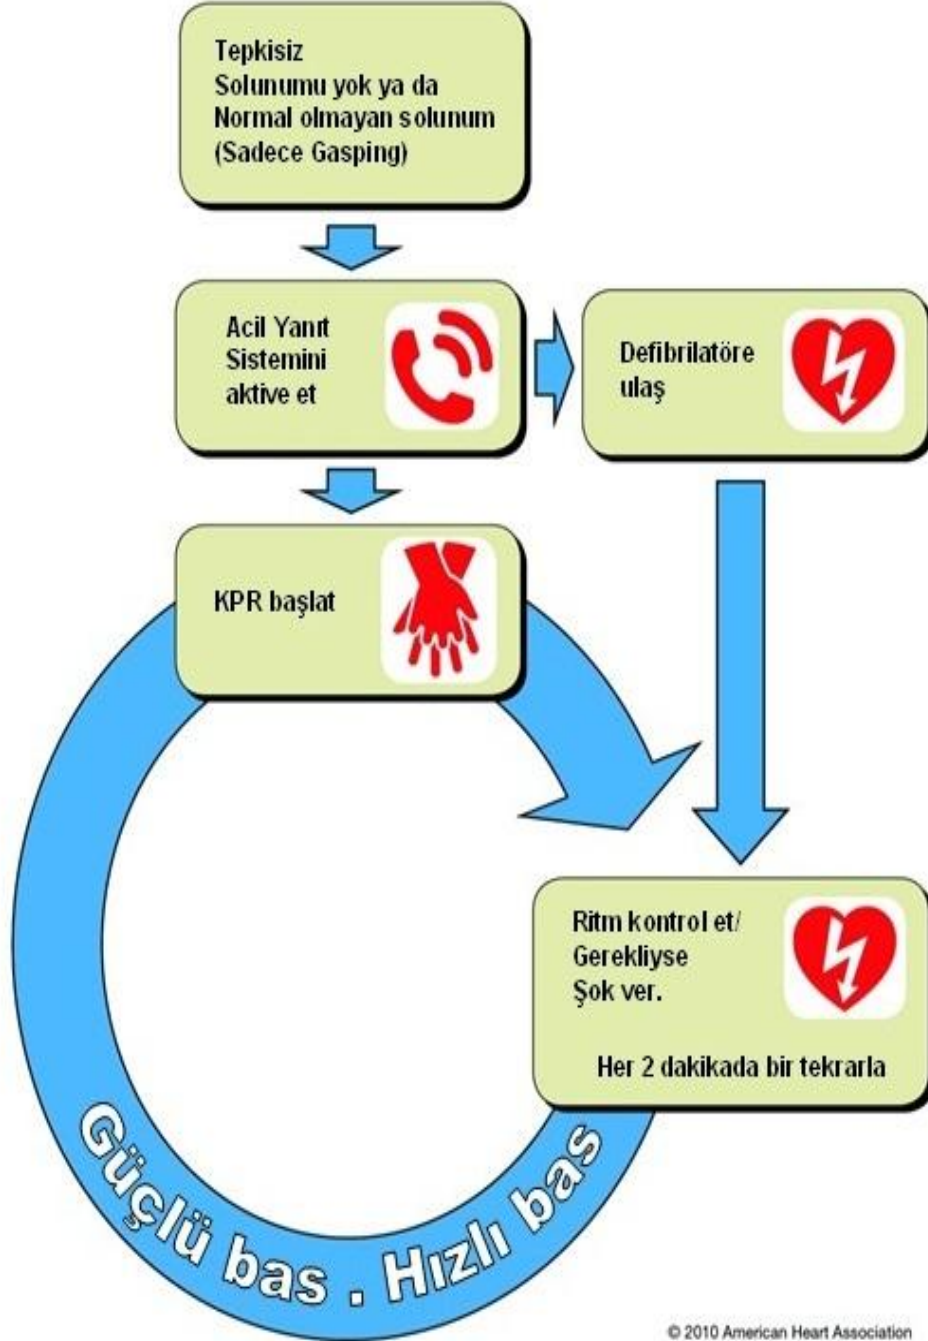 Tepkisiz
Solunumu yok ya da
Normal olmayan solunum
(Sadece Gasping)
Acil Yanıt
Sistemini
aktive et
Defibrilatöre
ulaş
KPR başlat
Ritm kontrol et/
Gerekliyse
Şok ver.
Her 2 dakikada bir tekrarla
Güçlü bas . Hızlı bas
© 2010 American Heart Association